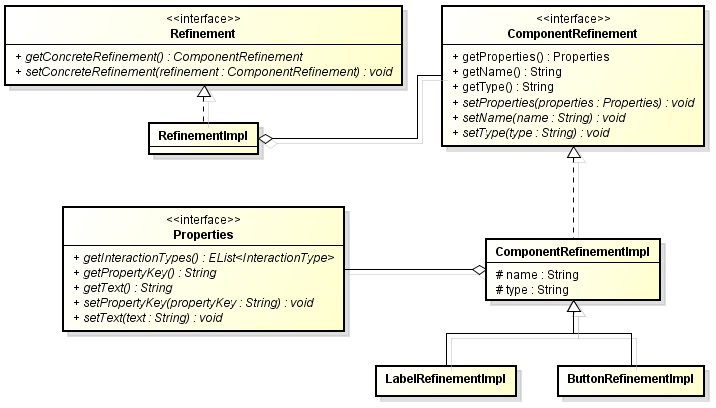 <<interface>>
Refinement
+ getConcreteRefinement() : ComponentRefinement
+ setConcreteRefinement(refinement : ComponentRefinement) : void
<<interface>>
ComponentRefinement
+ getProperties() : Properties
+ getName() : String
+ getType() : String
+ setProperties(properties : Properties) : void
+ setName(name : String) : void
+ setType(type : String) : void
RefinementImpl
<<interface>>
Properties
+ getInteractionTypes() : EList<InteractionType>
+ getPropertyKey() : String
+ getText() : String
+ setPropertyKey(propertyKey : String) : void
+ setText(text : String) : void
ComponentRefinementImpl
# name : String
# type : String
LabelRefinementImpl
ButtonRefinementImpl